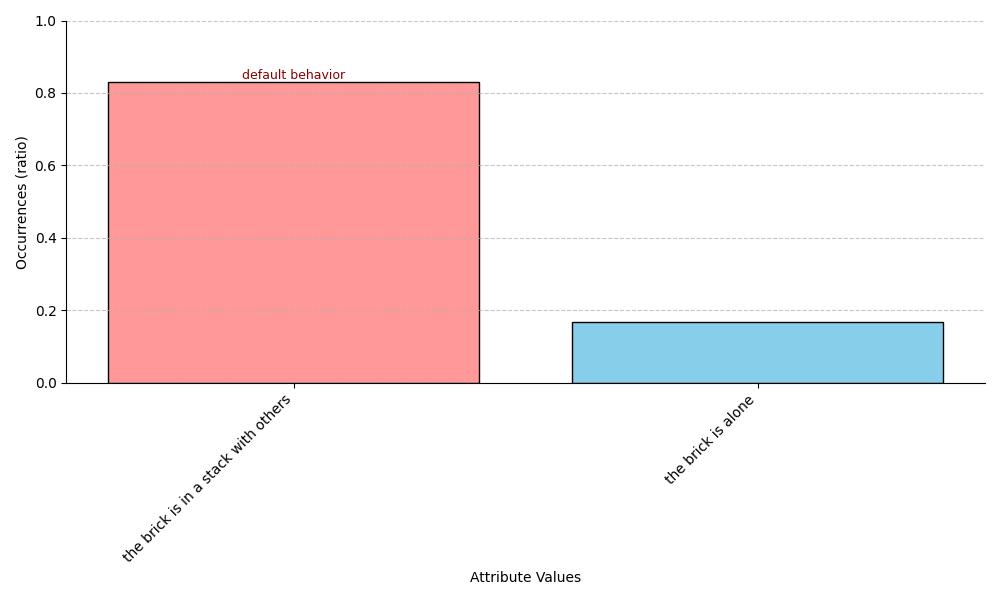 1.0
default behavior
0.8
0.6
0.4
0.2
0.0
Occurrences (ratio)
the brick is in a stack with others
the brick is alone
Attribute Values